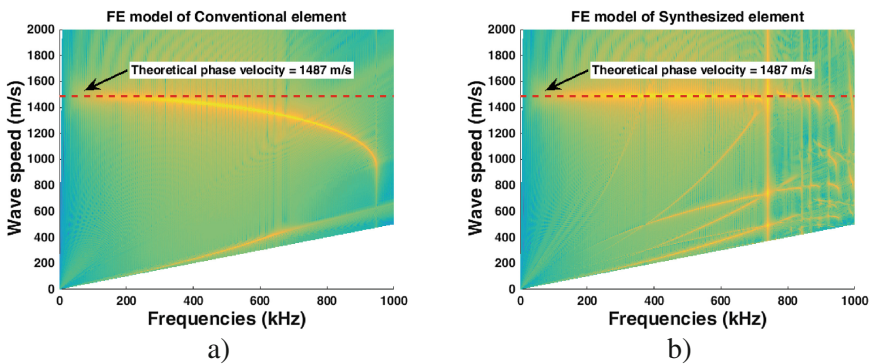 FE model of Conventional element
2000
1800
1600
1400
1200
1000
800
600
400
200
0
Wave speed (m/s)
Theoretical phase velocity = 1487 m/s
0 200 400 600 800 1000
Frequencies (kHz)
a)
FE model of Synthesized element
2000
1800
1600
1400
1200
1000
800
600
400
200
0
Wave speed (m/s)
Theoretical phase velocity = 1487 m/s
0 200 400 600 800 1000
Frequencies (kHz)
b)